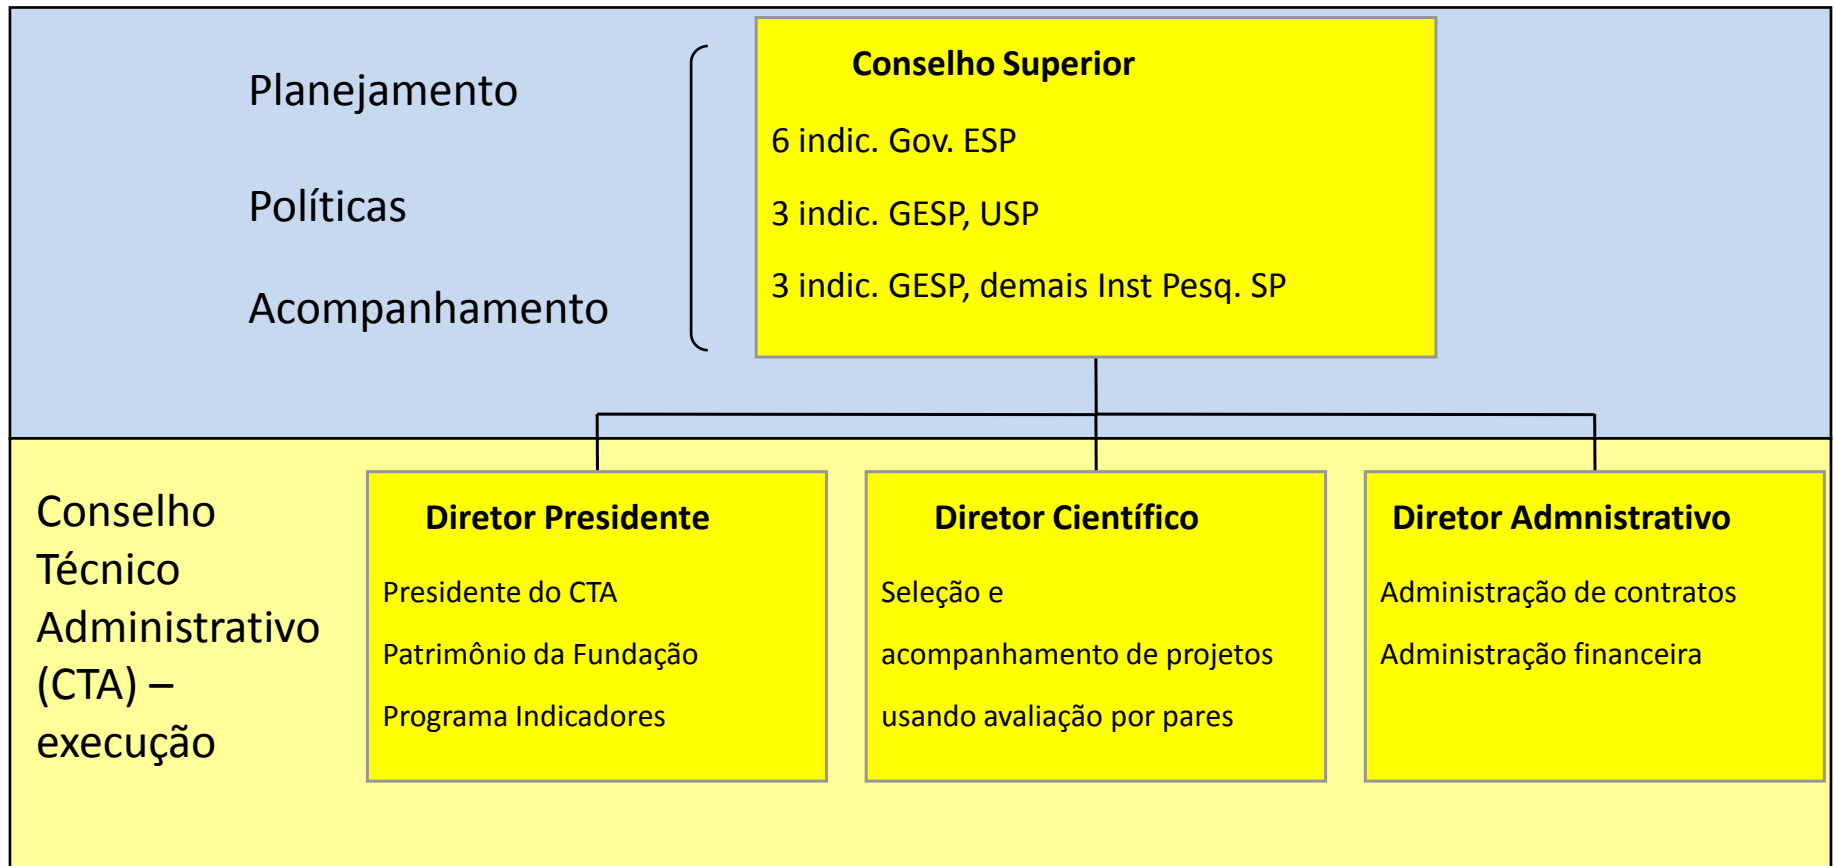 Planejamento
Políticas
Acompanhamento
Conselho Superior
6 indic. Gov. ESP
3 indic. GESP, USP
3 indic. GESP, demais Inst Pesq. SP
Conselho
Técnico
Administrativo
(CTA) –
execução
Diretor Presidente
Presidente do CTA
Patrimônio da Fundação
Programa Indicadores
Diretor Científico
Seleção e
acompanhamento de projetos
usando avaliação por pares
Diretor Admnistrativo
Administração de contratos
Administração financeira